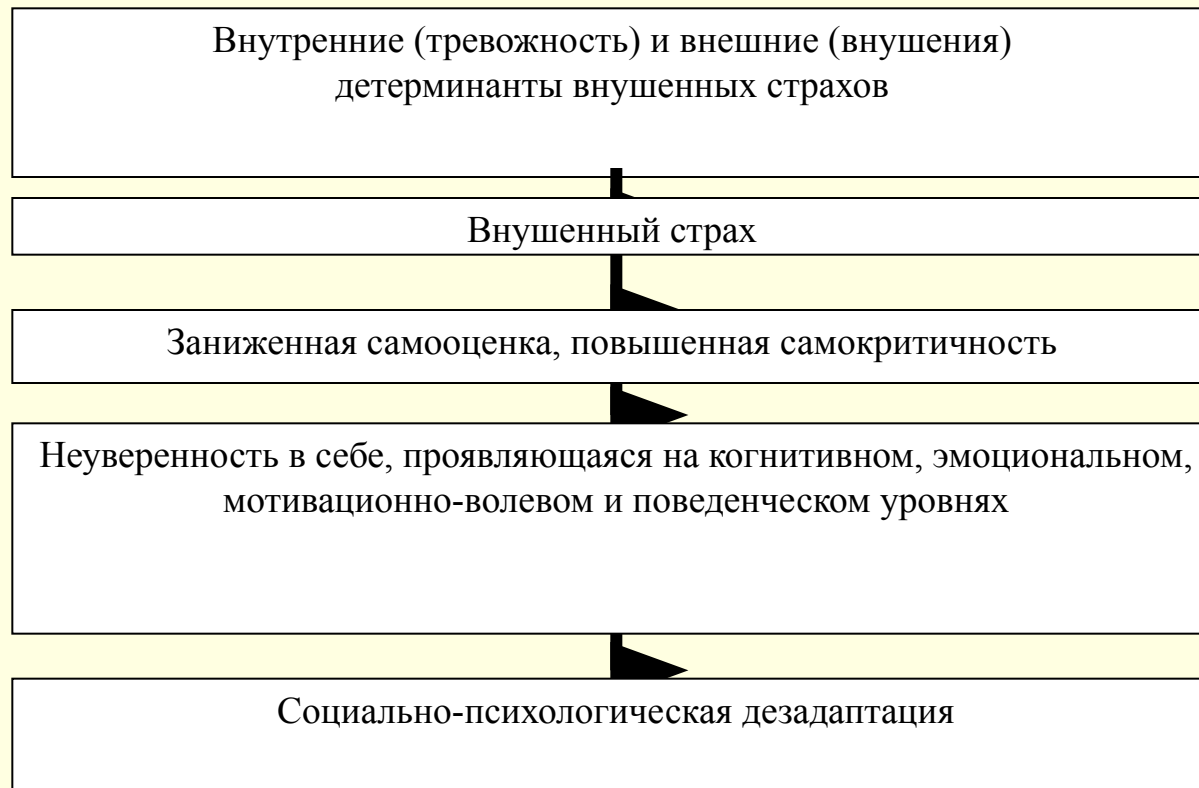 Внутренние (тревожность) и внешние (внушения)
детерминанты внушенных страхов
Внушенный страх
Заниженная самооценка, повышенная самокритичность
Неуверенность в себе, проявляющаяся на когнитивном, эмоциональном,
мотивационно-волевом и поведенческом уровнях
Социально-психологическая дезадаптация